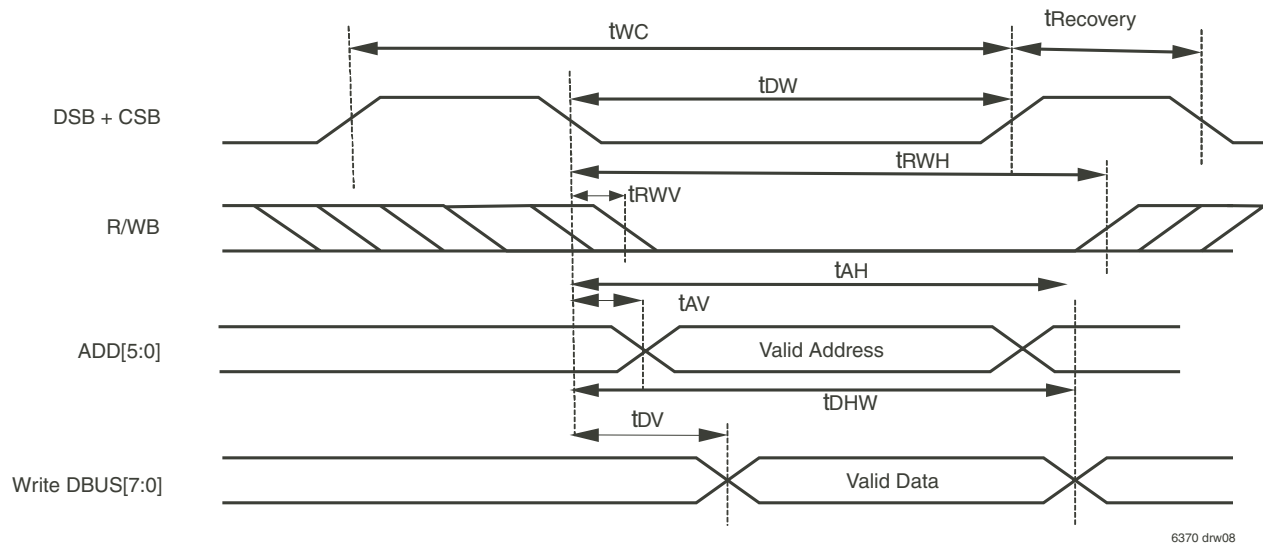 tRecovery
tWC
tDW
DSB + CSB
tRWH
tRWV
R/WB
tAH
tAV
ADD[5:0]
Valid Address
tDHW
tDV
Write DBUS[7:0]
Valid Data
6370 drw08